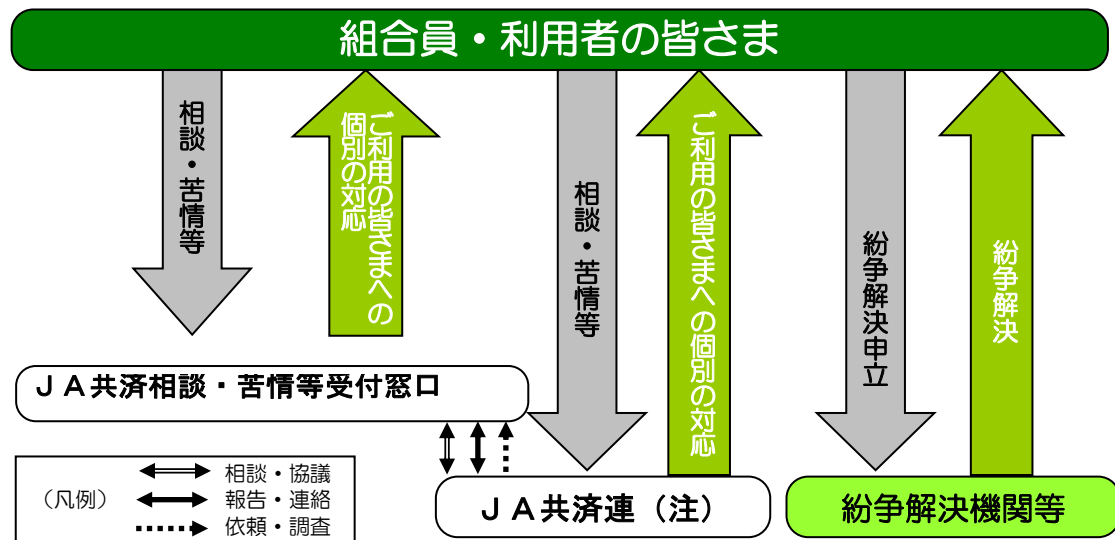 組合員・利用者の皆さま
相談・苦情等
ご利用の皆さまへの
個別の対応
相談・苦情等
ご利用の皆さまへの個別の対応
紛争解決申立
紛争解決
ＪＡ共済相談・苦情等受付窓口
（凡例）
相談・協議
報告・連絡
依頼・調査
ＪＡ共済連（注）
紛争解決機関等